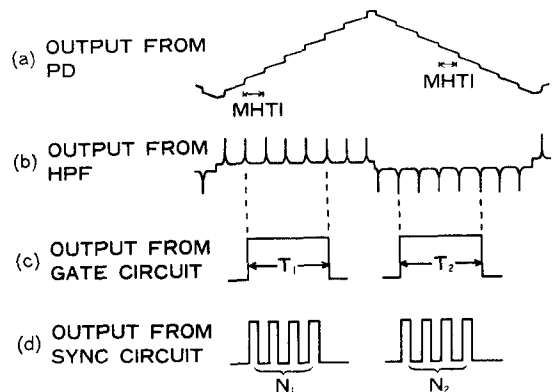 (a) OUTPUT FROM
PD
MHTI
MHTI
(b) OUTPUT FROM
HPF
(c) OUTPUT FROM
GATE CIRCUIT
T₁
T₂
(d) OUTPUT FROM
SYNC CIRCUIT
N₁
N₂